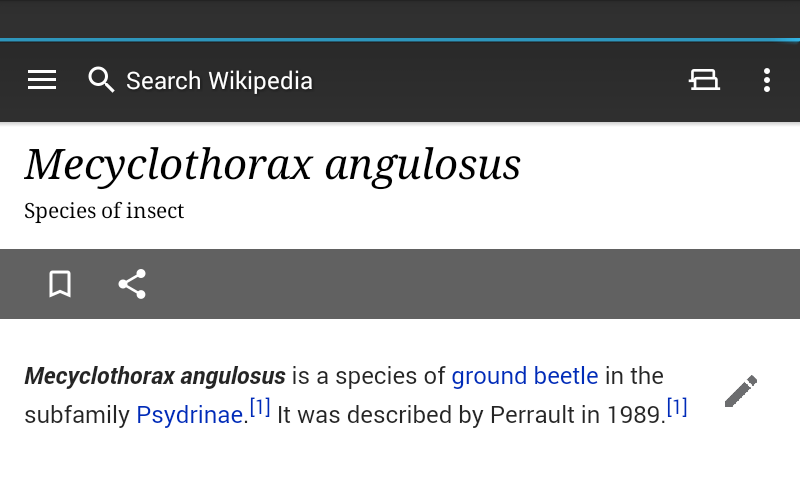 Search Wikipedia
Mecyclothorax angulosus
Species of insect
Mecyclothorax angulosus is a species of ground beetle in the
subfamily Psydrinae.[1] It was described by Perrault in 1989.[1]